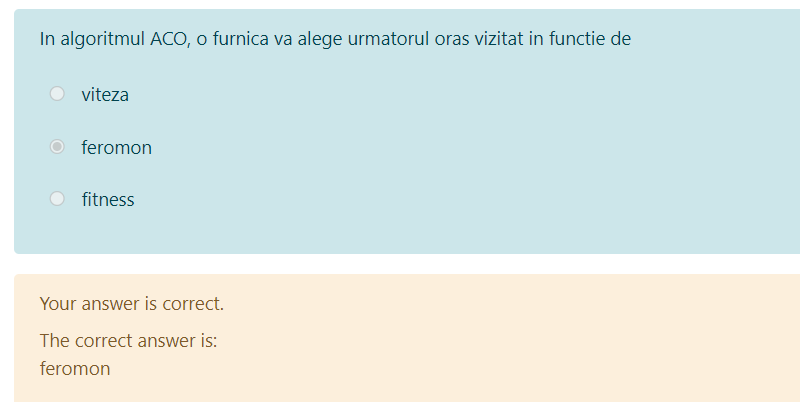 In algoritmul ACO, o furnica va alege urmatorul oras vizitat in functie de
viteza
feromon
fitness
Your answer is correct.
The correct answer is:
feromon